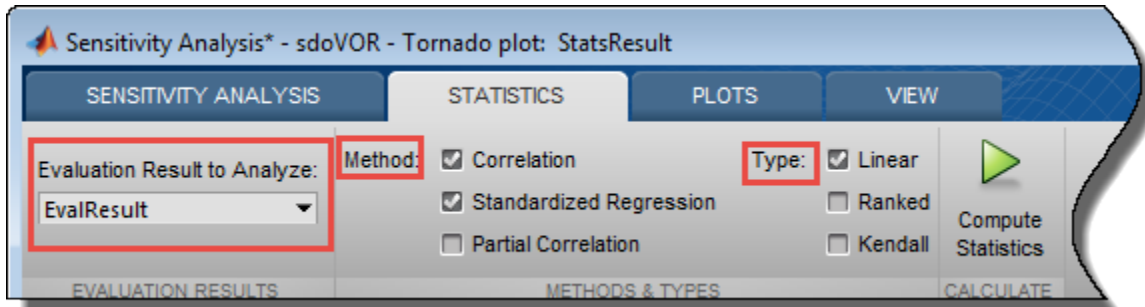 Sensitivity Analysis* - sdoVOR - Tornado plot: StatsResult
SENSITIVITY ANALYSIS
STATISTICS
PLOTS
VIEW
Evaluation Result to Analyze:
EvalResult
Method:
Correlation
Standardized Regression
Partial Correlation
Type:
Linear
Ranked
Kendall
Compute
Statistics
EVALUATION RESULTS
METHODS & TYPES
CALCULATE